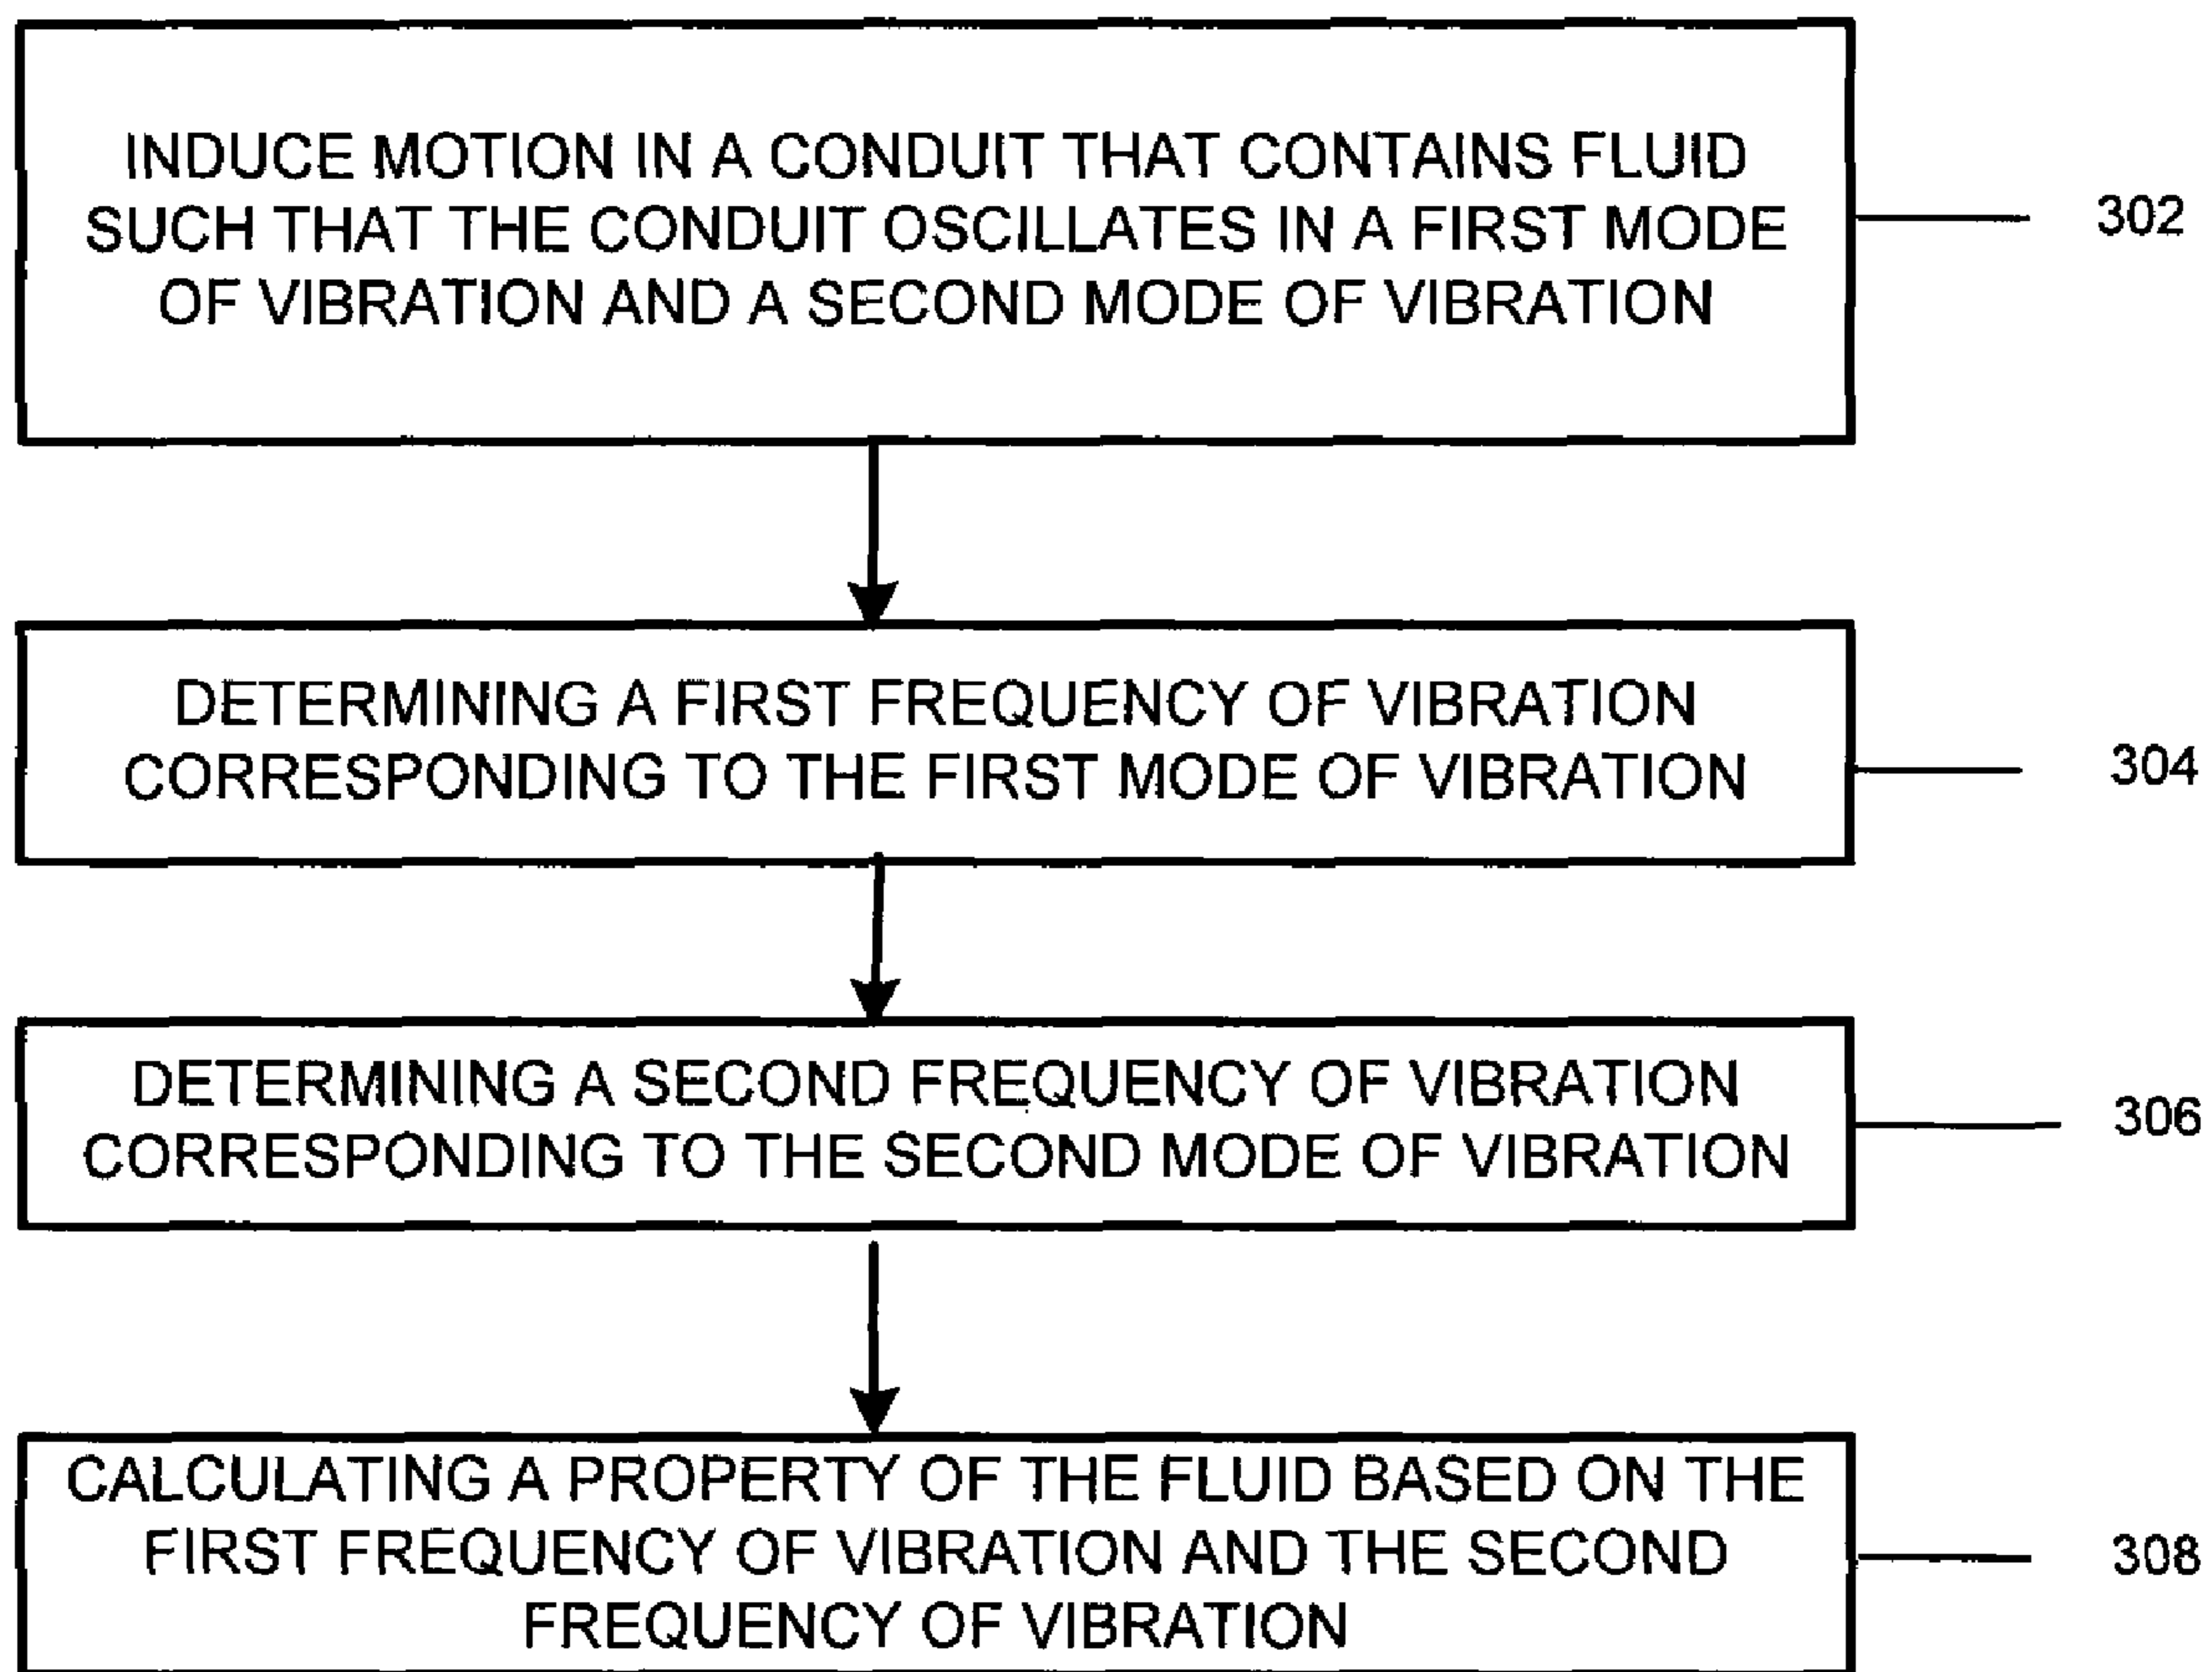 INDUCE MOTION IN A CONDUIT THAT CONTAINS FLUID
SUCH THAT THE CONDUIT OSCILLATES IN A FIRST MODE
OF VIBRATION AND A SECOND MODE OF VIBRATION
302
DETERMINING A FIRST FREQUENCY OF VIBRATION
CORRESPONDING TO THE FIRST MODE OF VIBRATION
304
DETERMINING A SECOND FREQUENCY OF VIBRATION
CORRESPONDING TO THE SECOND MODE OF VIBRATION
306
CALCULATING A PROPERTY OF THE FLUID BASED ON THE
FIRST FREQUENCY OF VIBRATION AND THE SECOND
FREQUENCY OF VIBRATION
308